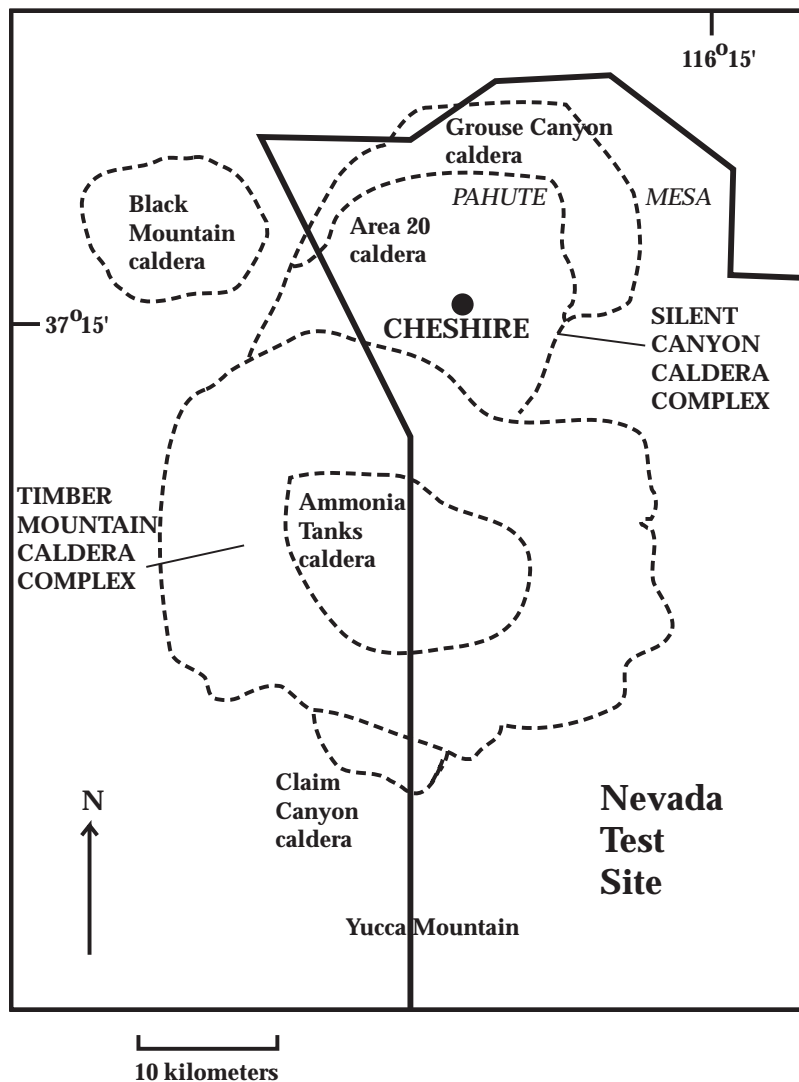 116°15'
Grouse Canyon
caldera
Black
Mountain
caldera
PAHUTE
MESA
Area 20
caldera
37°15'
CHESHIRE
SILENT
CANYON
CALDERA
COMPLEX
TIMBER
MOUNTAIN
CALDERA
COMPLEX
Ammonia
Tanks
caldera
Claim
Canyon
caldera
N
Nevada
Test
Site
Yucca Mountain
10 kilometers